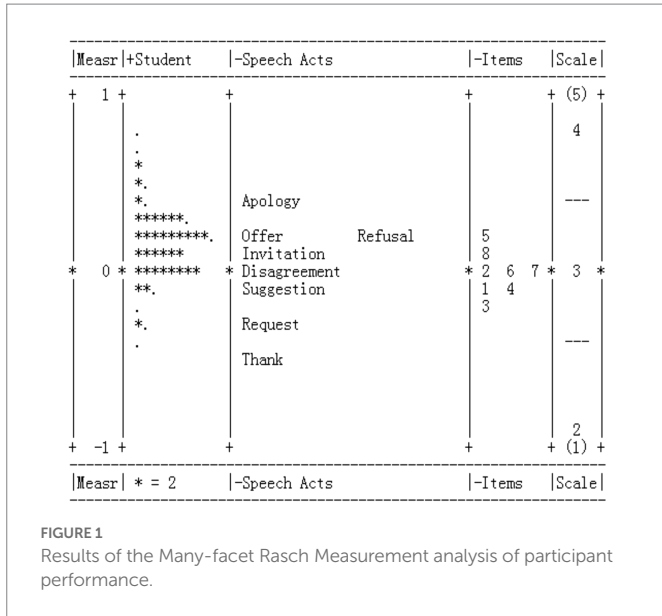 |Measr|+Student |-Speech Acts |-Items |Scale|
+ 1 + + + + (5) +
. 4
.
*
*.
*. Apology ---
******.
*********. Offer Refusal 5
****** Invitation 8
* 0 * ******** * Disagreement * 2 6 7 * 3 *
**. Suggestion 1 4
. 3
*. Request
. ---
Thank
2
+ -1 + + + + (1) +
|Measr| * = 2 |-Speech Acts |-Items |Scale|
FIGURE 1
Results of the Many-facet Rasch Measurement analysis of participant
performance.